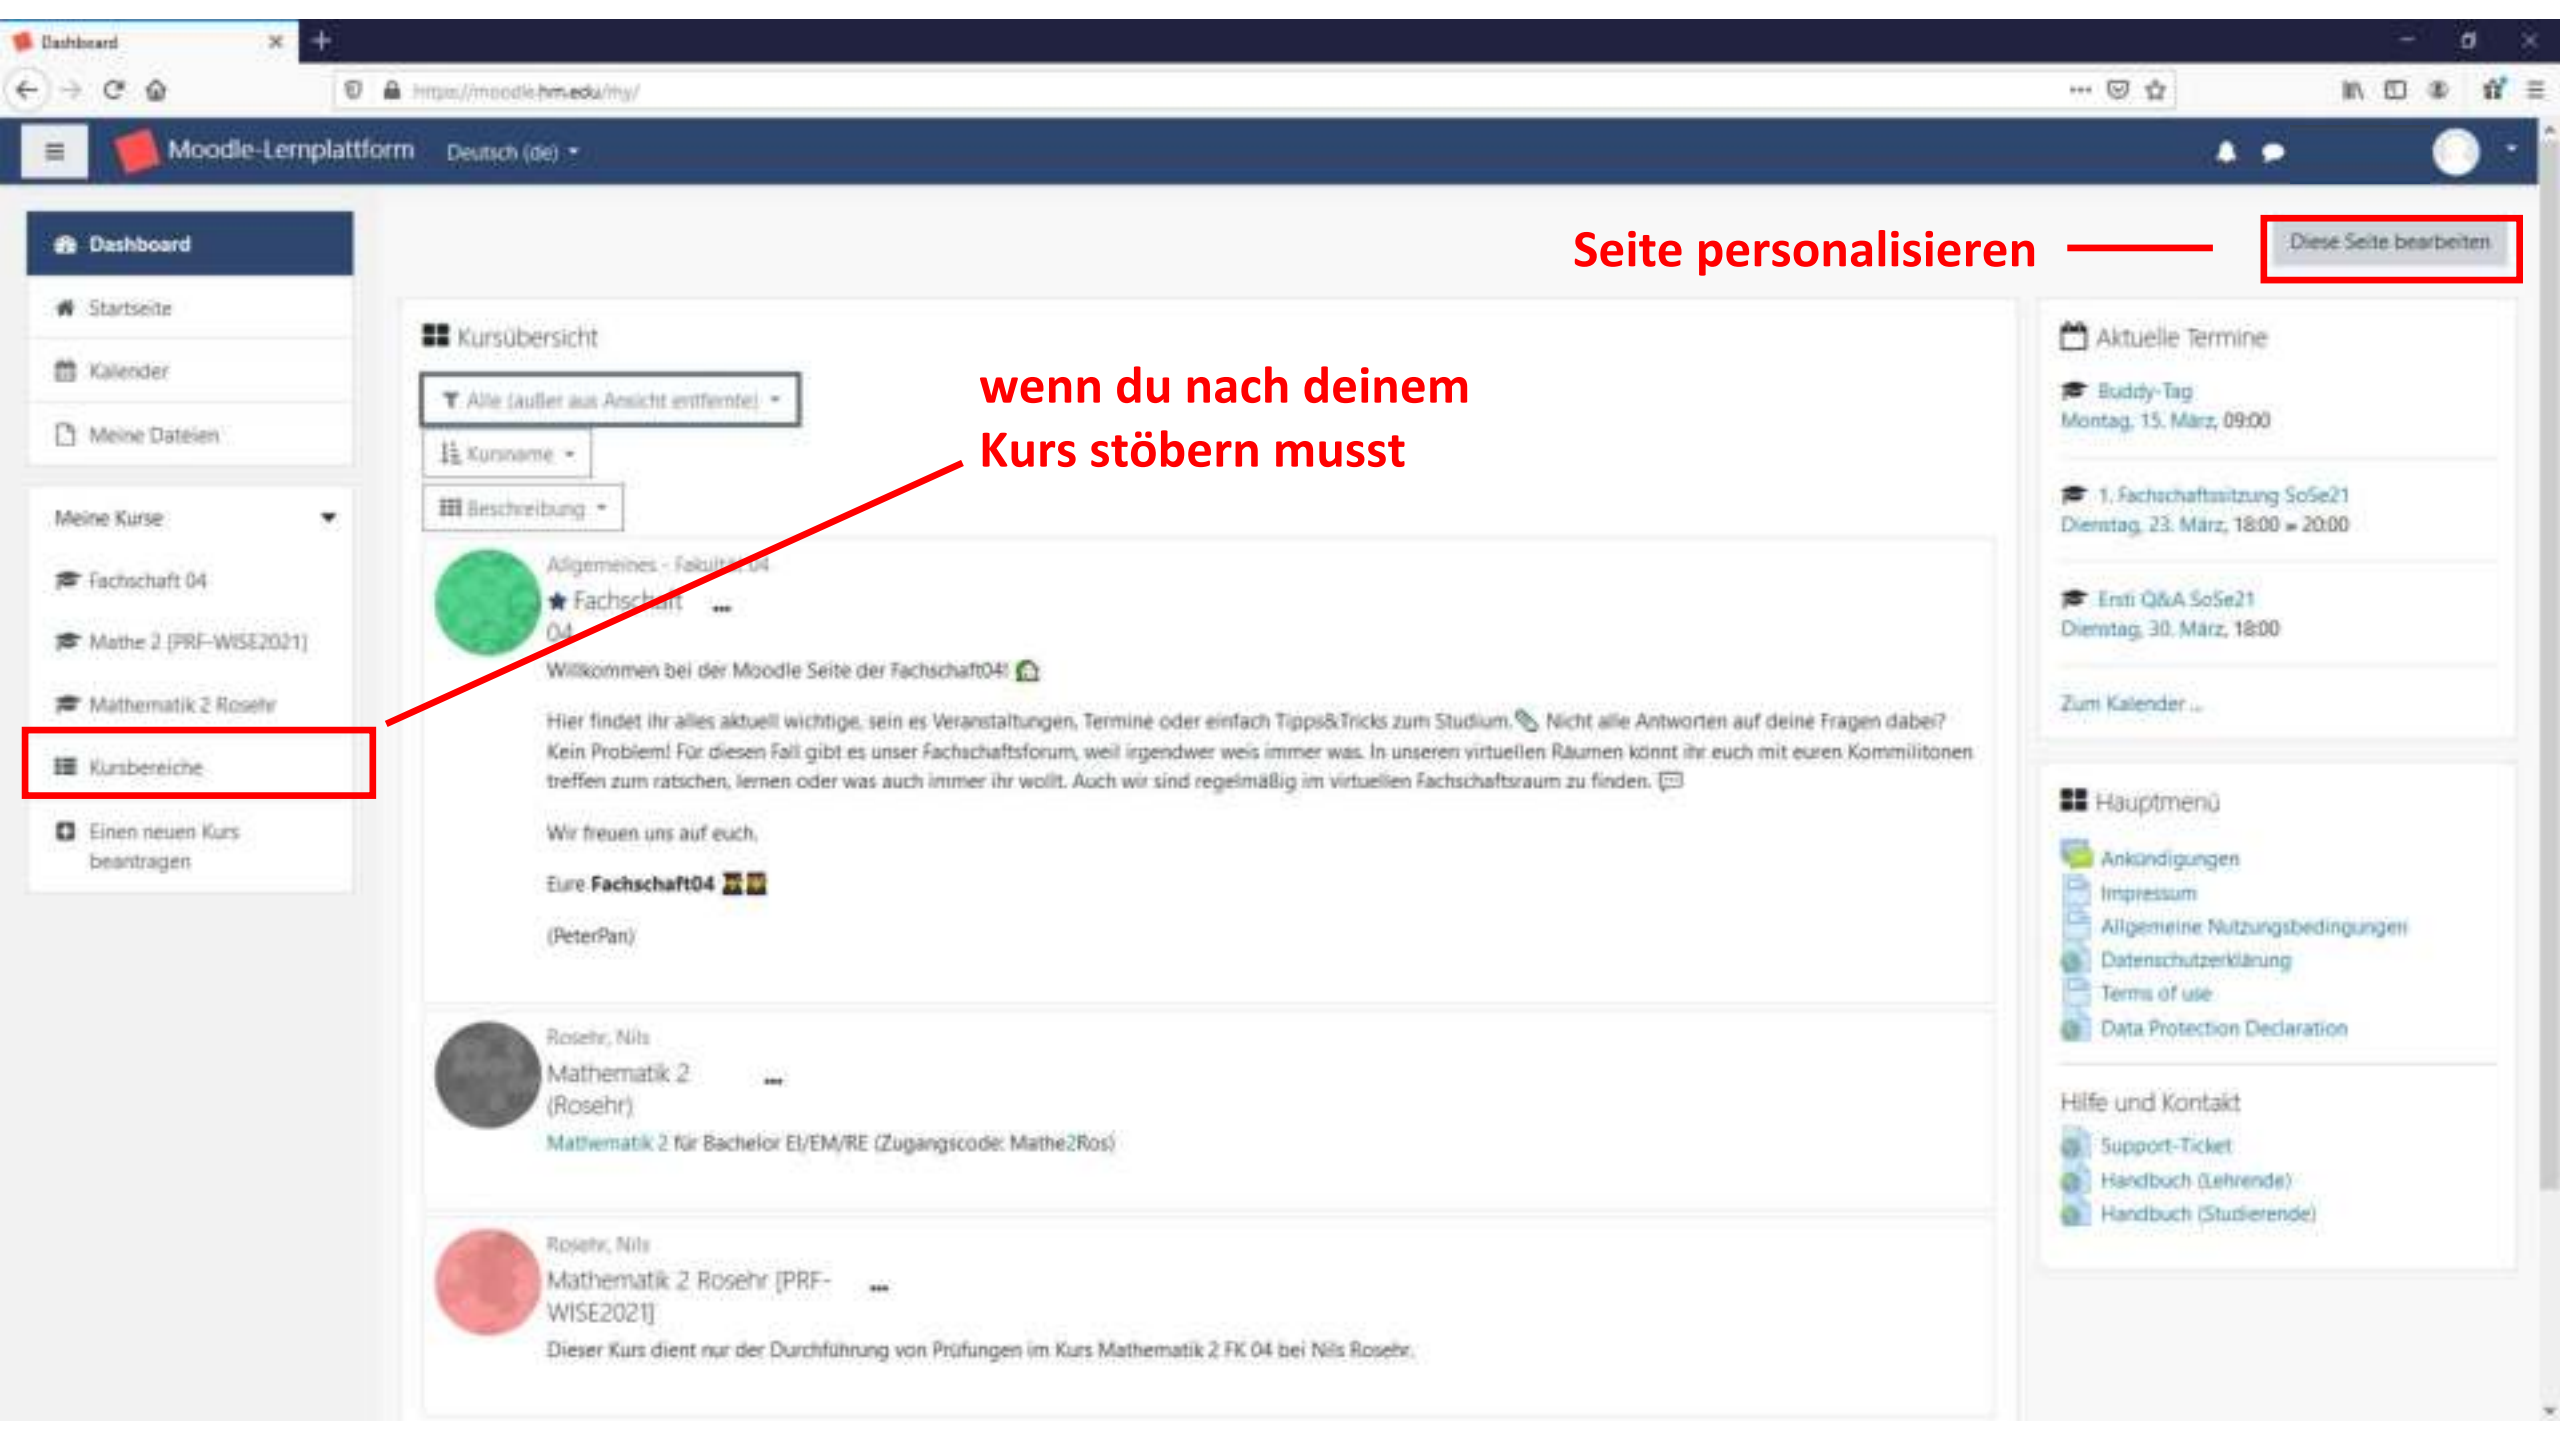 Dashboard
https://moodle.hm.edu/my/
Moodle-Lernplattform
Deutsch (de)
Dashboard
Startseite
Kalender
Meine Dateien
Meine Kurse
Fachschaft 04
Mathe 2 [PRF-WISE2021]
Mathematik 2 Rosehr
Kursbereiche
Einen neuen Kurs
beantragen
Seite personalisieren
Diese Seite bearbeiten
wenn du nach deinem
Kurs stöbern musst
Kursübersicht
Alle (außer aus Ansicht entfernte)
Kursname
Beschreibung
Allgemeines - Fakultät 04
Fachschaft
04
Willkommen bei der Moodle Seite der Fachschaft04!
Hier findet ihr alles aktuell wichtige, sein es Veranstaltungen, Termine oder einfach Tipps&Tricks zum Studium. Nicht alle Antworten auf deine Fragen dabei?
Kein Problem! Für diesen Fall gibt es unser Fachschaftsforum, weil irgendwer weis immer was. In unseren virtuellen Räumen könnt ihr euch mit euren Kommilitonen
treffen zum ratschen, lernen oder was auch immer ihr wollt. Auch wir sind regelmäßig im virtuellen Fachschaftsraum zu finden.
Wir freuen uns auf euch,
Eure Fachschaft04
(PeterPan)
Rosehr, Nils
Mathematik 2
(Rosehr)
Mathematik 2 für Bachelor EI/EM/RE (Zugangscode: Mathe2Ros)
Rosehr, Nils
Mathematik 2 Rosehr [PRF-
WISE2021]
Dieser Kurs dient nur der Durchführung von Prüfungen im Kurs Mathematik 2 FK 04 bei Nils Rosehr.
Aktuelle Termine
Buddy-Tag
Montag, 15. März, 09:00
1. Fachschaftssitzung SoSe21
Dienstag, 23. März, 18:00 » 20:00
Ersti Q&A SoSe21
Dienstag, 30. März, 18:00
Zum Kalender ...
Hauptmenü
Ankündigungen
Impressum
Allgemeine Nutzungsbedingungen
Datenschutzerklärung
Terms of use
Data Protection Declaration
Hilfe und Kontakt
Support-Ticket
Handbuch (Lehrende)
Handbuch (Studierende)